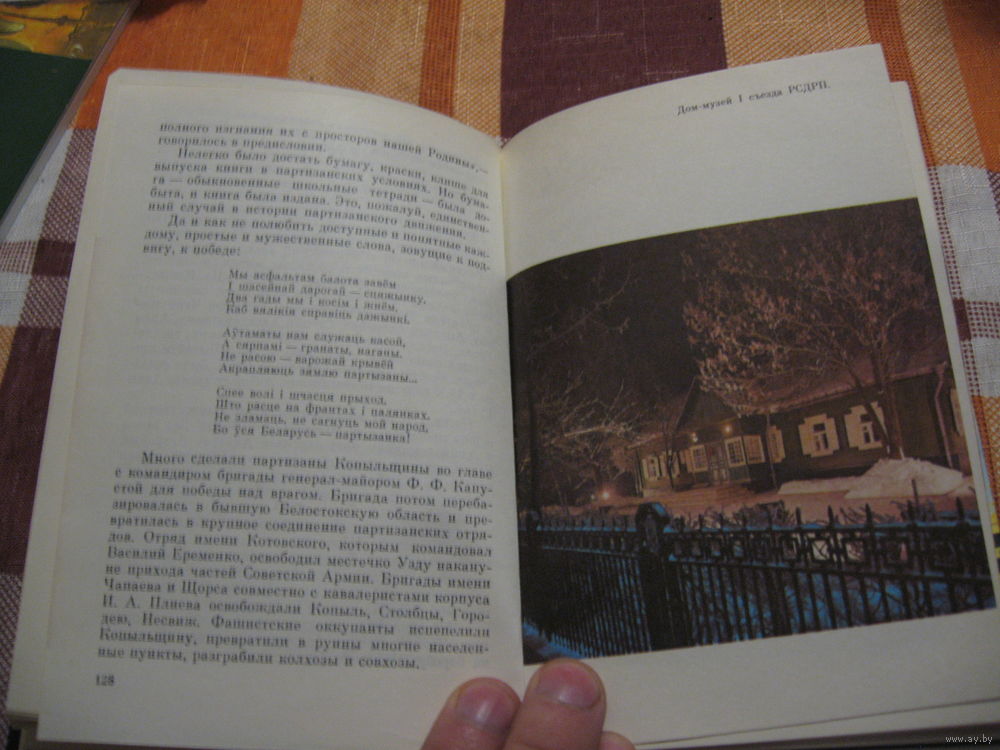 полного изгнания их с просторов нашей Родины»,—
говорилось в предисловии.
Нелегко было достать бумагу, краски, клише для
выпуска книги в партизанских условиях. Но бума-
га — обыкновенные школьные тетради — была до-
быта, и книга была издана. Это, пожалуй, единствен-
ный случай в истории партизанского движения.
Да и как не полюбить доступные и понятные каж-
дому, простые и мужественные слова, зовущие к под-
вигу, к победе:
Мы асфальтам балота завём
І шасейнай дарогай — сцяжынку.
Два гады мы і косім і жнём,
Каб вялікія справіць дажынкі.
Аўтаматы нам служаць касой,
А сярпамі — гранаты, наганы.
Не расою — варожай крывёй
Акрапляюць зямлю партызаны...
Спее волі і шчасця прыход,
Што расце на франтах і палянках.
Не зламаць, не сагнуць мой народ,
Бо ўся Беларусь — партызанка!
Много сделали партизаны Копыльщины во главе
с командиром бригады генерал-майором Ф. Ф. Капу-
стой для победы над врагом. Бригада потом переба-
зировалась в бывшую Белостокскую область и пре-
вратилась в крупное соединение партизанских отря-
дов. Отряд имени Котовского, которым командовал
Василий Еременко, освободил местечко Узду накану-
не прихода частей Советской Армии. Бригады имени
Чапаева и Щорса совместно с кавалеристами корпуса
И. А. Плиева освобождали Копыль, Столбцы, Горо-
дею, Несвиж. Фашистские оккупанты испепелили
Копыльщину, превратили в руины многие населен-
ные пункты, разграбили колхозы и совхозы.
128
Дом-музей I съезда РСДРП.
www.ay.by